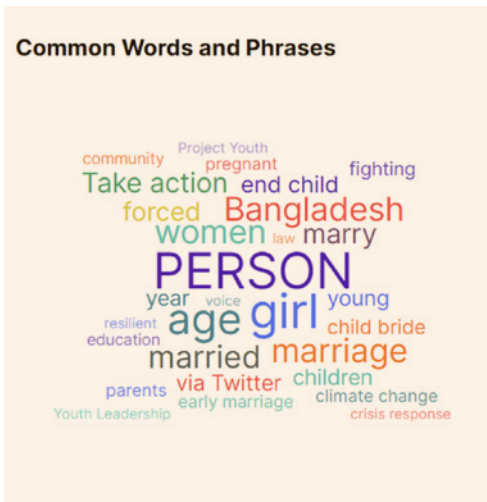 Common Words and Phrases
Project Youth
community pregnant fighting
Take action end child
forced Bangladesh
women law marry
PERSON
year voice girl young
resilient age child bride
education married marriage
via Twitter children
parents early marriage climate change
Youth Leadership crisis response